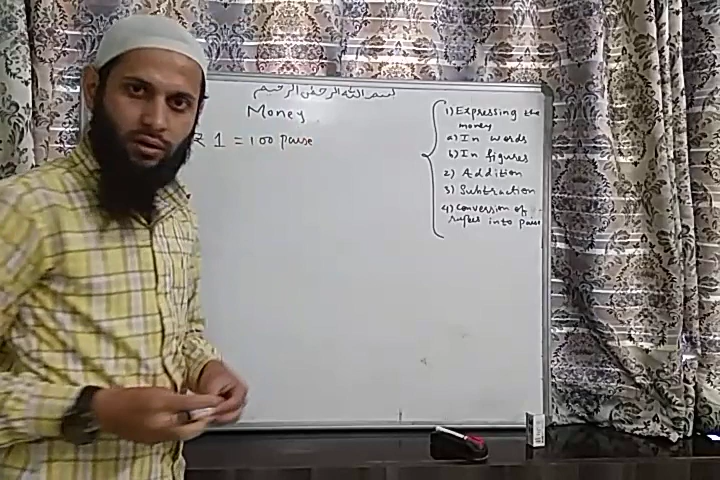 بسم الله الرحمن الرحيم
Money
₹ 1 = 100 Paise
1) Expressing the
money
a) In words
b) In figures
2) Addition
3) Subtraction
4) Conversion of
rupees into paise